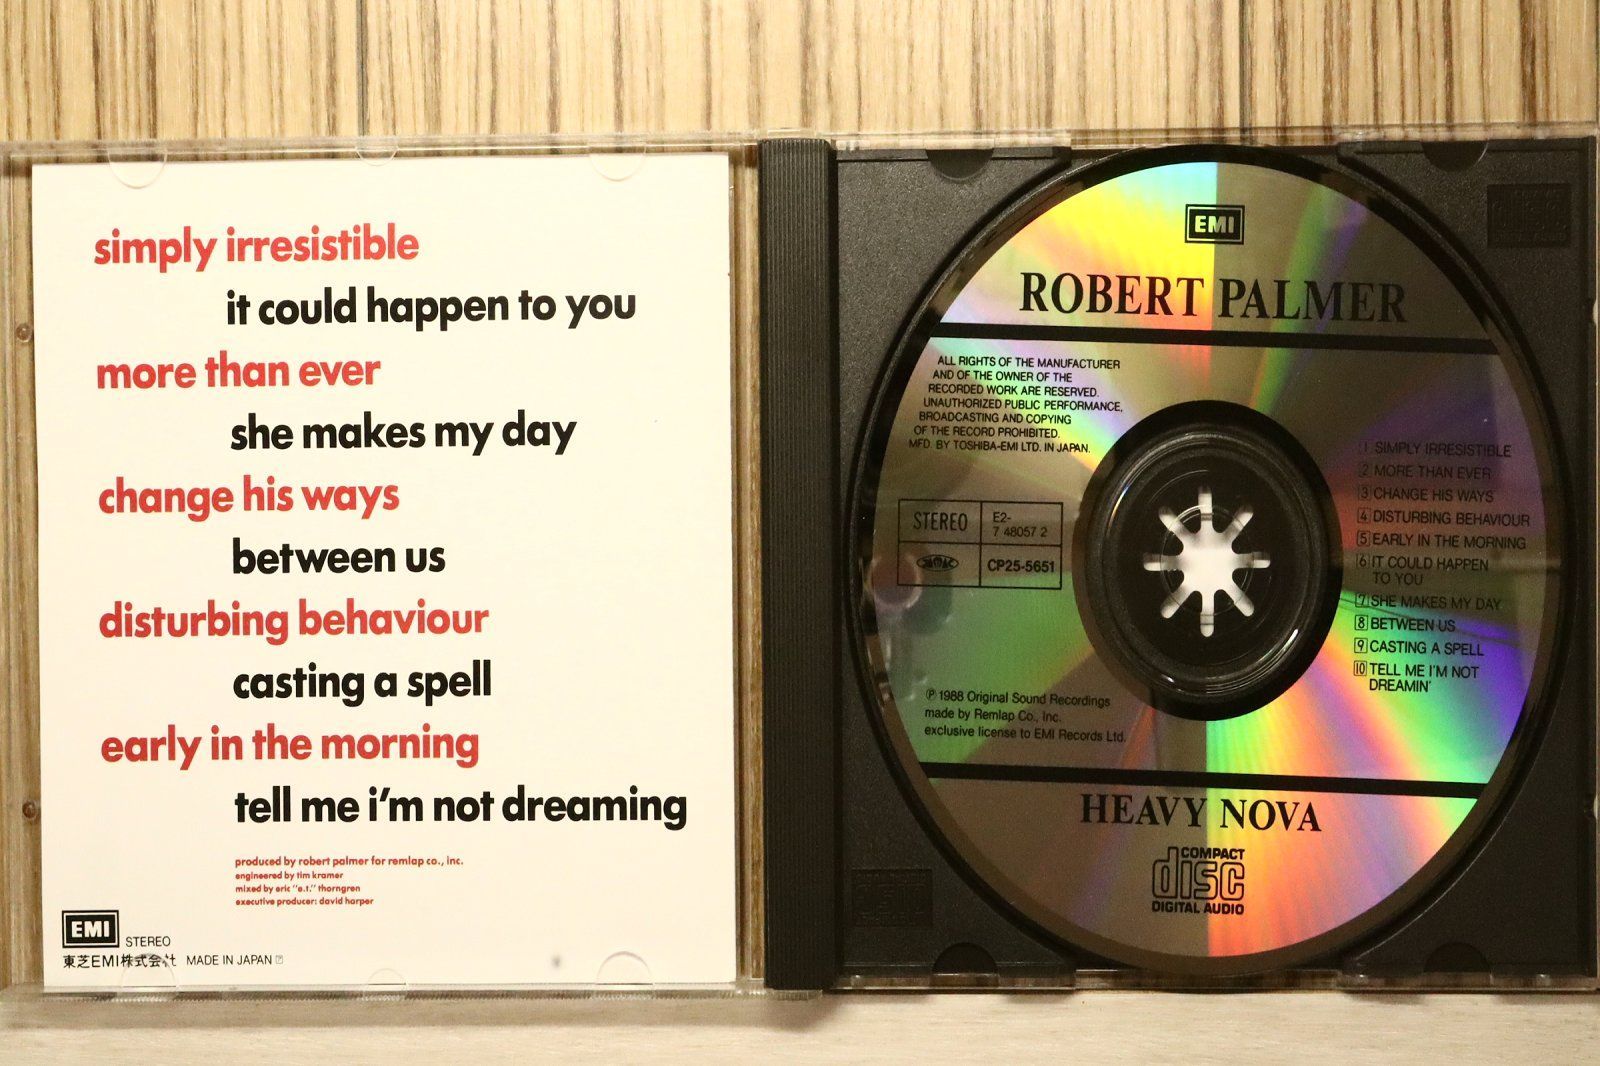 simply irresistible
it could happen to you
more than ever
she makes my day
change his ways
between us
disturbing behaviour
casting a spell
early in the morning
tell me i'm not dreaming
produced by robert palmer for remlap co., inc.
engineered by tim kramer
mixed by eric "e.t." thorngren
executive producer: david harper
EMI
STEREO
東芝EMI株式会社 MADE IN JAPAN
EMI
ROBERT PALMER
ALL RIGHTS OF THE MANUFACTURER
AND OF THE OWNER OF THE
RECORDED WORK ARE RESERVED.
UNAUTHORIZED PUBLIC PERFORMANCE,
BROADCASTING AND COPYING
OF THE RECORD PROHIBITED.
MFD. BY TOSHIBA-EMI LTD. IN JAPAN.
STEREO
E2-
7 48057 2
CP25-5651
1 SIMPLY IRRESISTIBLE
2 MORE THAN EVER
3 CHANGE HIS WAYS
4 DISTURBING BEHAVIOUR
5 EARLY IN THE MORNING
6 IT COULD HAPPEN
TO YOU
7 SHE MAKES MY DAY
8 BETWEEN US
9 CASTING A SPELL
10 TELL ME I'M NOT
DREAMIN'
℗ 1988 Original Sound Recordings
made by Remlap Co., Inc.
exclusive license to EMI Records Ltd.
HEAVY NOVA
COMPACT
disc
DIGITAL AUDIO